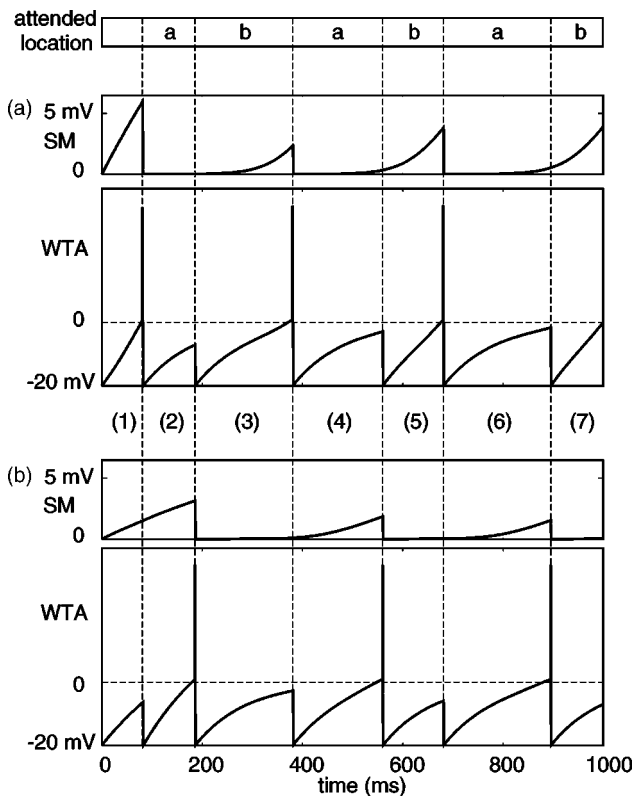 attended
location
a b a b a b
(a) 5 mV
SM
0
WTA
0
-20 mV
(1) (2) (3) (4) (5) (6) (7)
(b) 5 mV
SM
0
WTA
0
-20 mV
0 200 400 600 800 1000
time (ms)